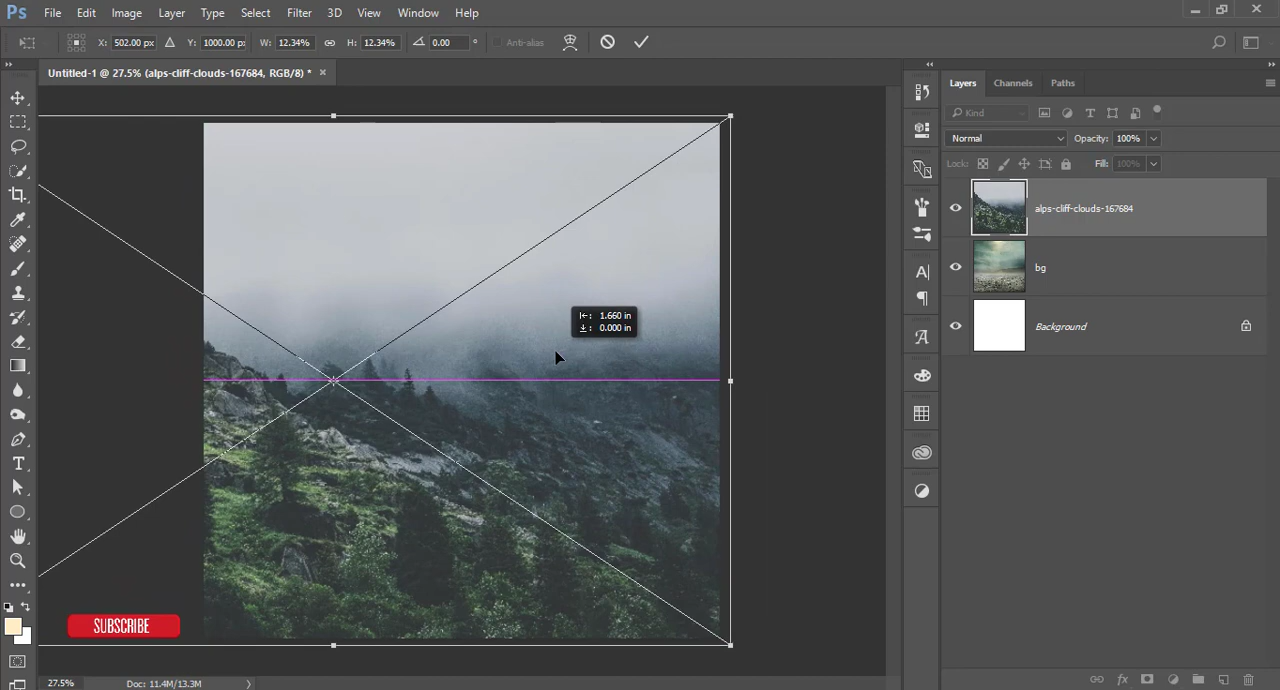 Ps File Edit Image Layer Type Select Filter 3D View Window Help
X: 502.00 px Y: 1000.00 px W: 12.34% H: 12.34% 0.00 ° Anti-alias
Untitled-1 @ 27.5% (alps-cliff-clouds-167684, RGB/8) * ×
Layers Channels Paths
Kind
Normal Opacity: 100%
Lock: Fill: 100%
alps-cliff-clouds-167684
bg
Background
1.660 in
0.000 in
SUBSCRIBE
27.5% Doc: 11.4M/13.3M